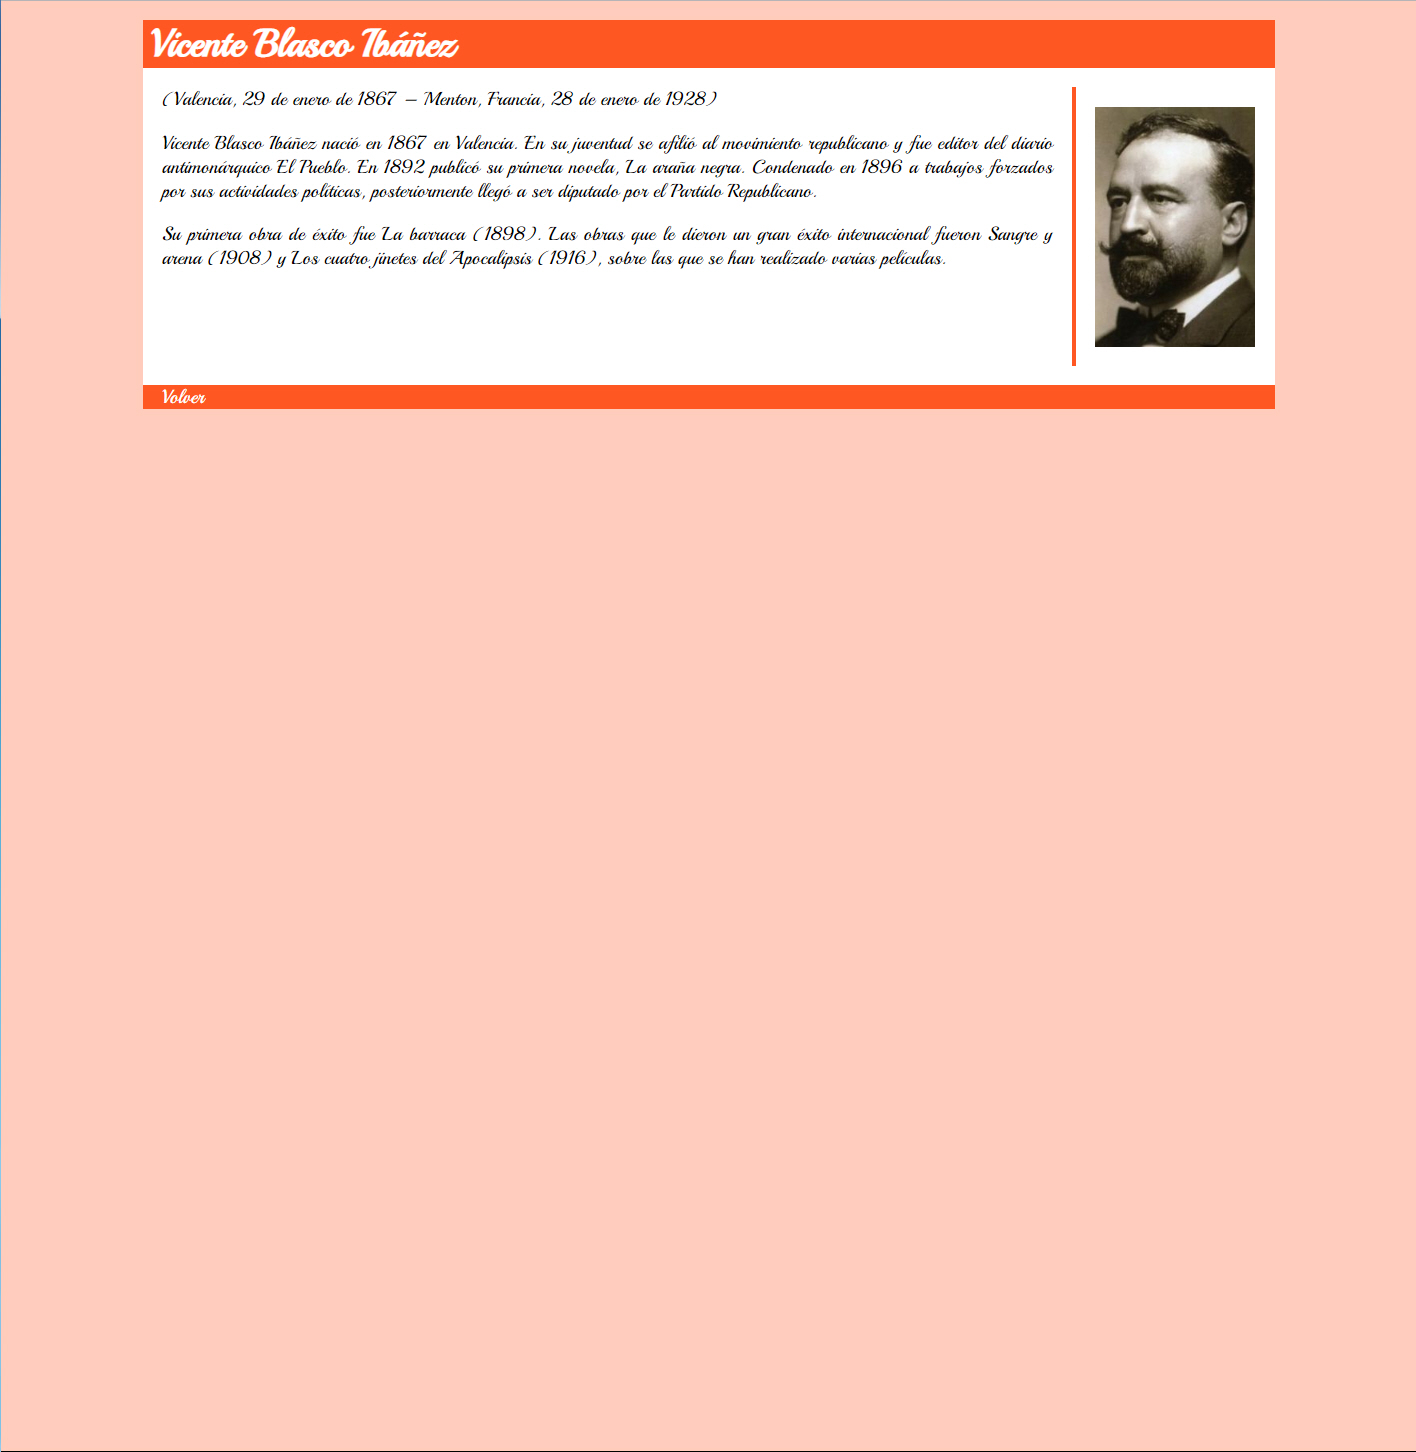 Vicente Blasco Ibáñez
(Valencia, 29 de enero de 1867 – Menton, Francia, 28 de enero de 1928)
Vicente Blasco Ibáñez nació en 1867 en Valencia. En su juventud se afilió al movimiento republicano y fue editor del diario
antimonárquico El Pueblo. En 1892 publicó su primera novela, La araña negra. Condenado en 1896 a trabajos forzados
por sus actividades políticas, posteriormente llegó a ser diputado por el Partido Republicano.
Su primera obra de éxito fue La barraca (1898). Las obras que le dieron un gran éxito internacional fueron Sangre y
arena (1908) y Los cuatro jinetes del Apocalipsis (1916), sobre las que se han realizado varias películas.
Volver